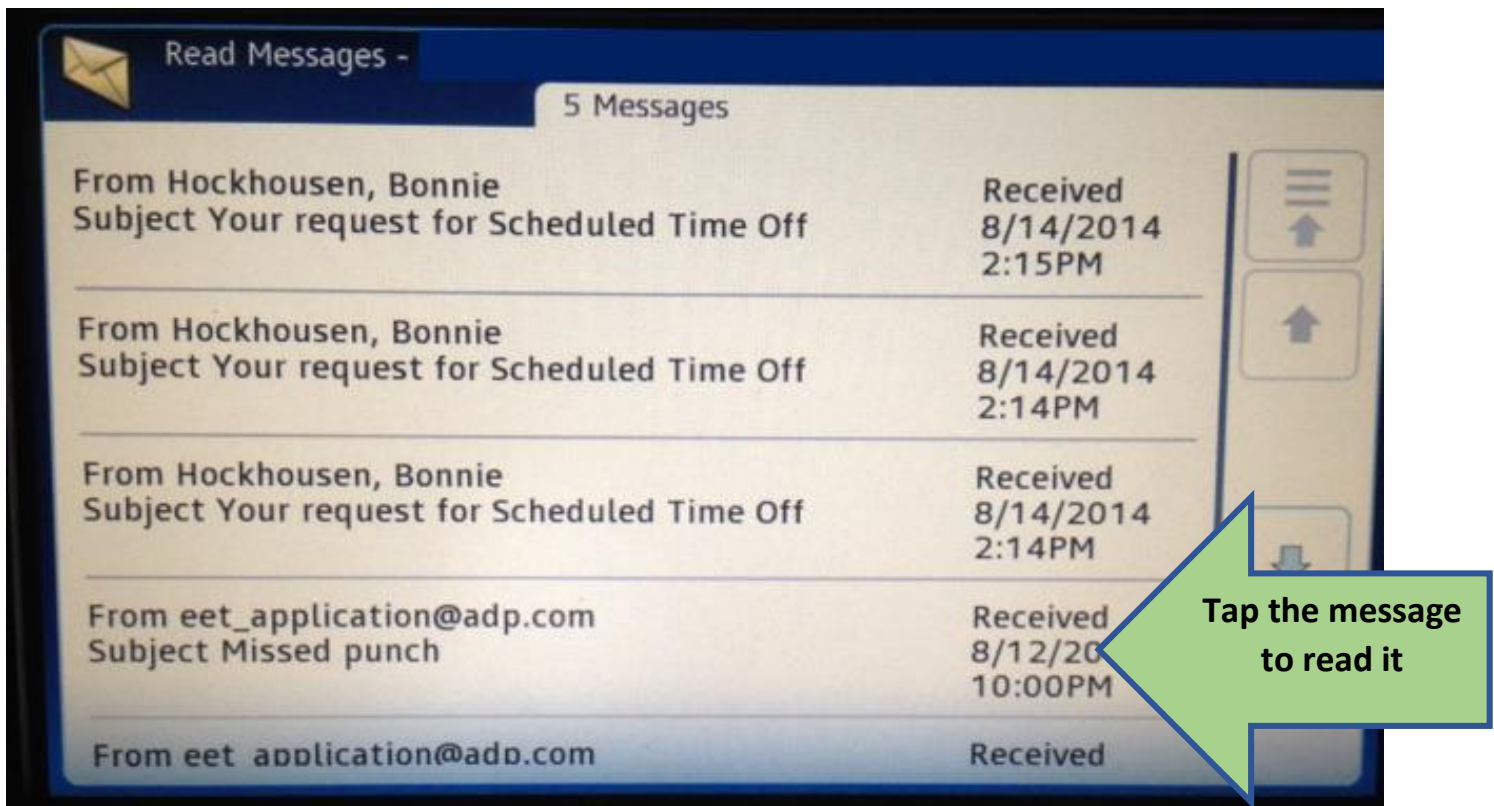 Read Messages -
5 Messages
From Hockhousen, Bonnie
Subject Your request for Scheduled Time Off
Received
8/14/2014
2:15PM
From Hockhousen, Bonnie
Subject Your request for Scheduled Time Off
Received
8/14/2014
2:14PM
From Hockhousen, Bonnie
Subject Your request for Scheduled Time Off
Received
8/14/2014
2:14PM
From eet_application@adp.com
Subject Missed punch
Received
8/12/20
10:00PM
From eet_application@adp.com
Received
Tap the message
to read it